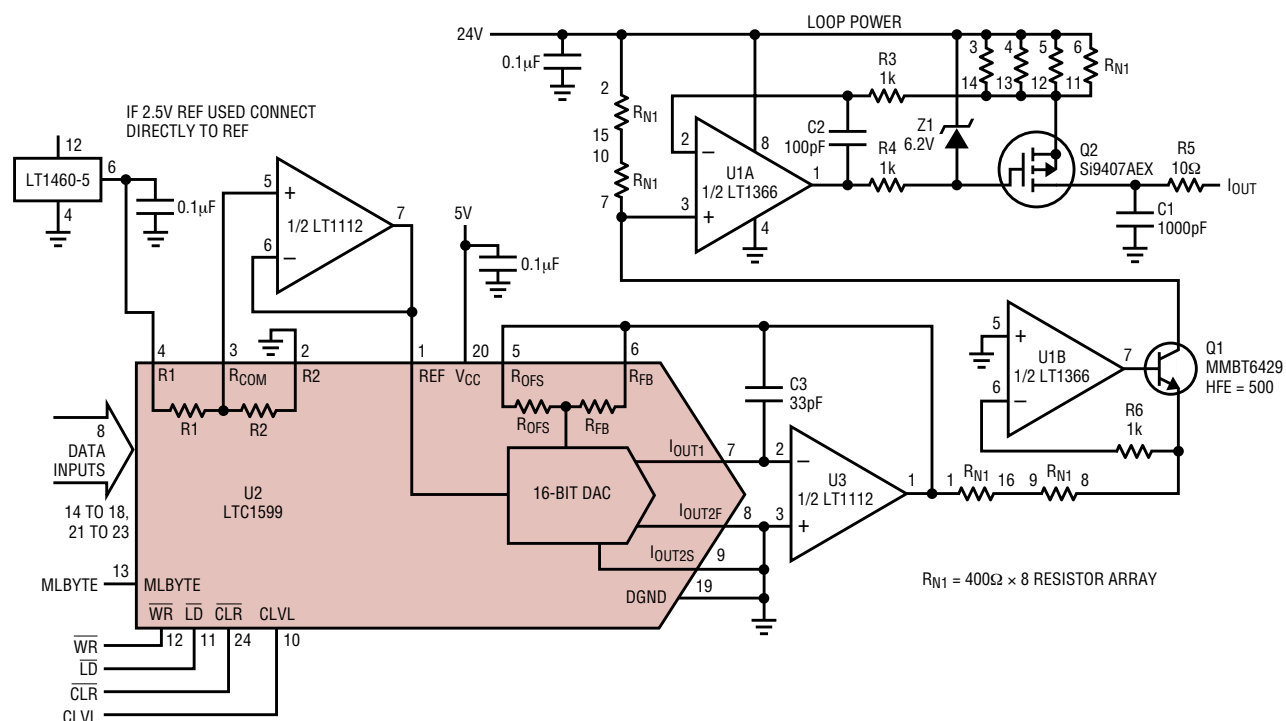 LOOP POWER
24V
0.1µF
2
RN1
15
10
RN1
7
3
14
4
13
5
12
6
11
RN1
R3
1k
C2
100pF
R4
1k
Z1
6.2V
2
−
3
+
8
U1A
1/2 LT1366
1
4
Q2
Si9407AEX
R5
10Ω
IOUT
C1
1000pF
IF 2.5V REF USED CONNECT
DIRECTLY TO REF
12
LT1460-5
6
4
0.1µF
5
+
6
−
7
1/2 LT1112
5V
0.1µF
5
+
6
−
U1B
1/2 LT1366
7
Q1
MMBT6429
HFE = 500
R6
1k
4
3
2
1
20
5
6
R1
RCOM
R2
REF
VCC
ROFS
RFB
R1
R2
ROFS
RFB
C3
33pF
8
DATA
INPUTS
14 TO 18,
21 TO 23
U2
LTC1599
16-BIT DAC
IOUT1
7
IOUT2F
8
IOUT2S
9
DGND
19
2
−
3
+
U3
1/2 LT1112
1
1
RN1
16
9
RN1
8
RN1 = 400Ω × 8 RESISTOR ARRAY
MLBYTE
13
MLBYTE
WR
LD
CLR
CLVL
12
11
24
10
WR
LD
CLR
CLVL